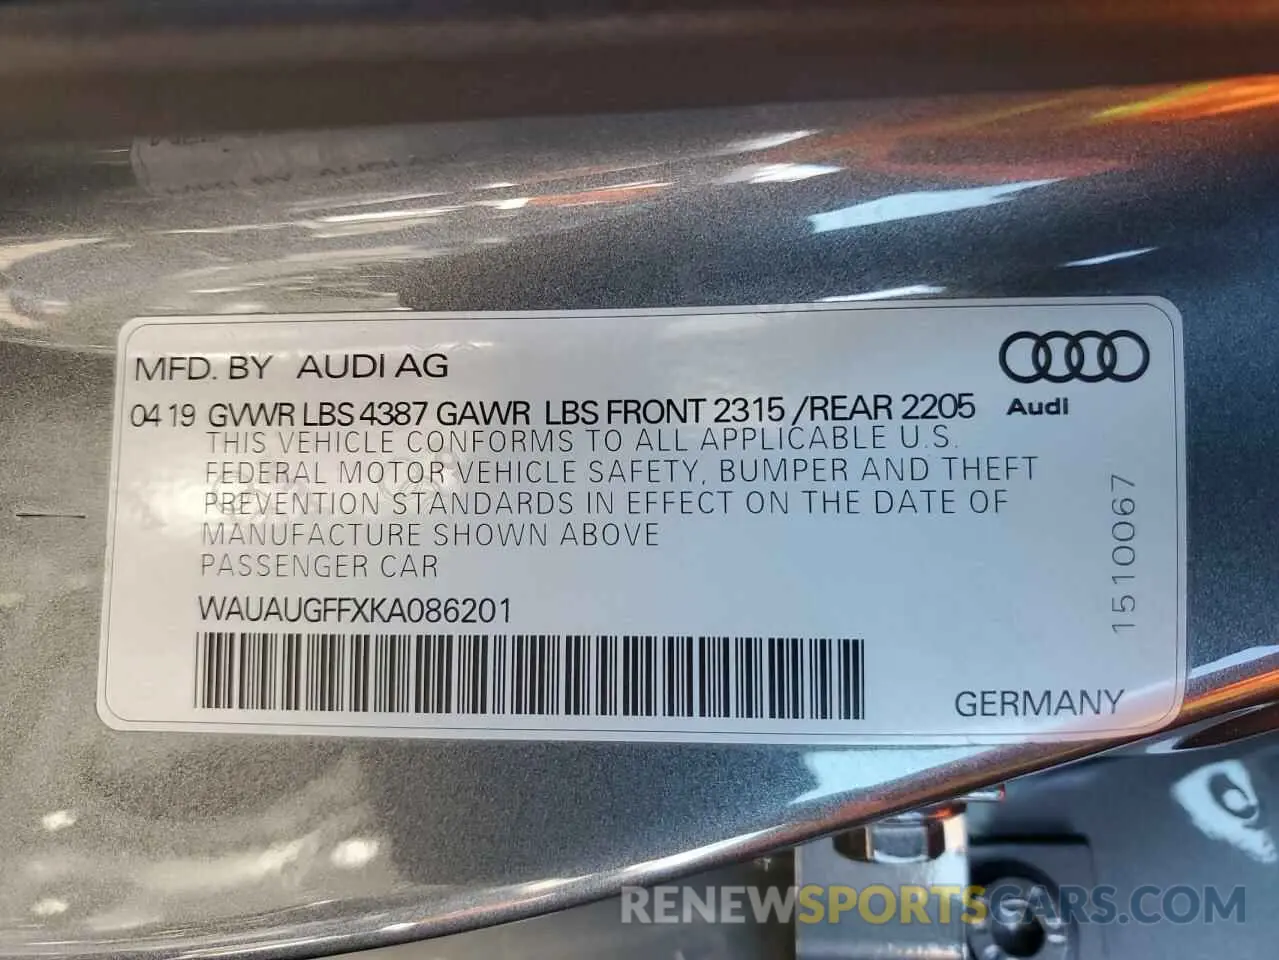 MFD. BY AUDI AG
04 19 GVWR LBS 4387 GAWR LBS FRONT 2315 /REAR 2205
Audi
THIS VEHICLE CONFORMS TO ALL APPLICABLE U.S.
FEDERAL MOTOR VEHICLE SAFETY, BUMPER AND THEFT
PREVENTION STANDARDS IN EFFECT ON THE DATE OF
MANUFACTURE SHOWN ABOVE
PASSENGER CAR
WAUAUGFFXKA086201
1510067
GERMANY
RENEWSPORTSCARS.COM